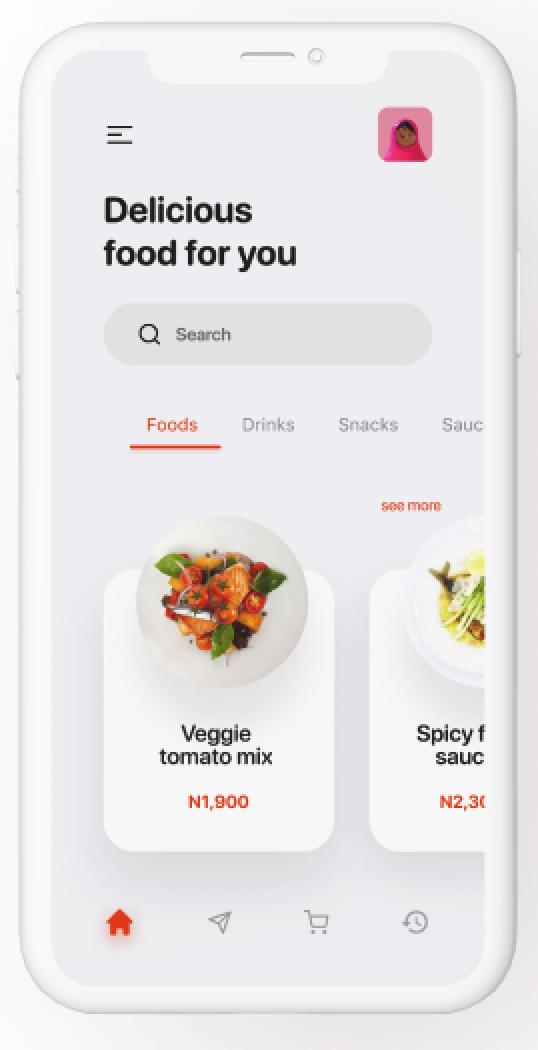 Delicious
food for you
Search
Foods Drinks Snacks Sauc
see more
Veggie
tomato mix
N1,900
Spicy f
sauc
N2,30